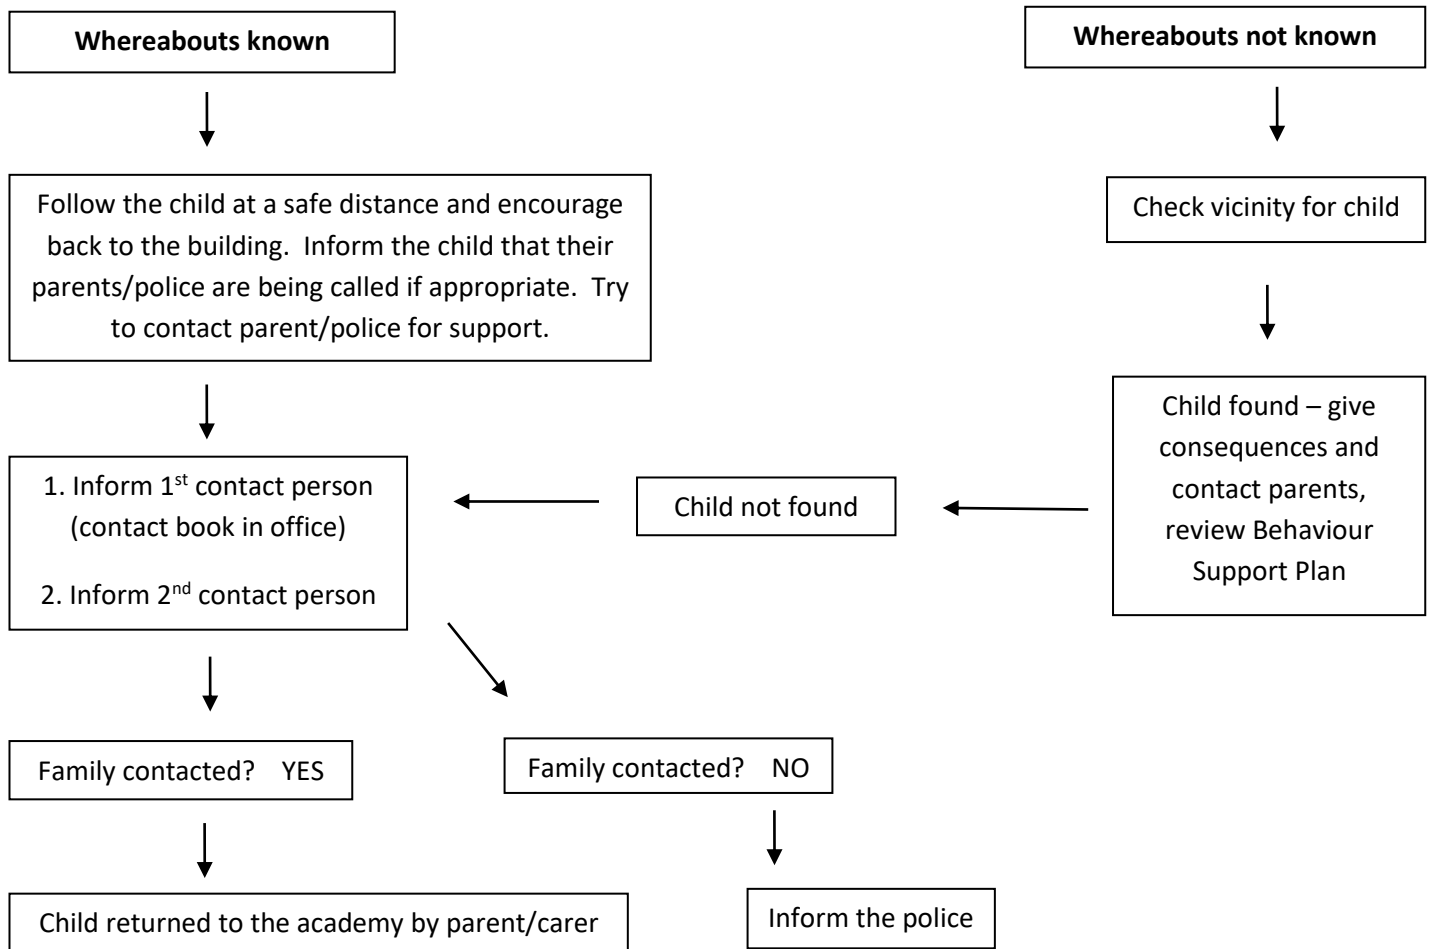 Whereabouts known
Whereabouts not known
Follow the child at a safe distance and encourage
back to the building.  Inform the child that their
parents/police are being called if appropriate.  Try
to contact parent/police for support.
Check vicinity for child
Child found – give
consequences and
contact parents,
review Behaviour
Support Plan
Child not found
1. Inform 1st contact person
(contact book in office)
2. Inform 2nd contact person
Family contacted?   YES
Family contacted?   NO
Child returned to the academy by parent/carer
Inform the police